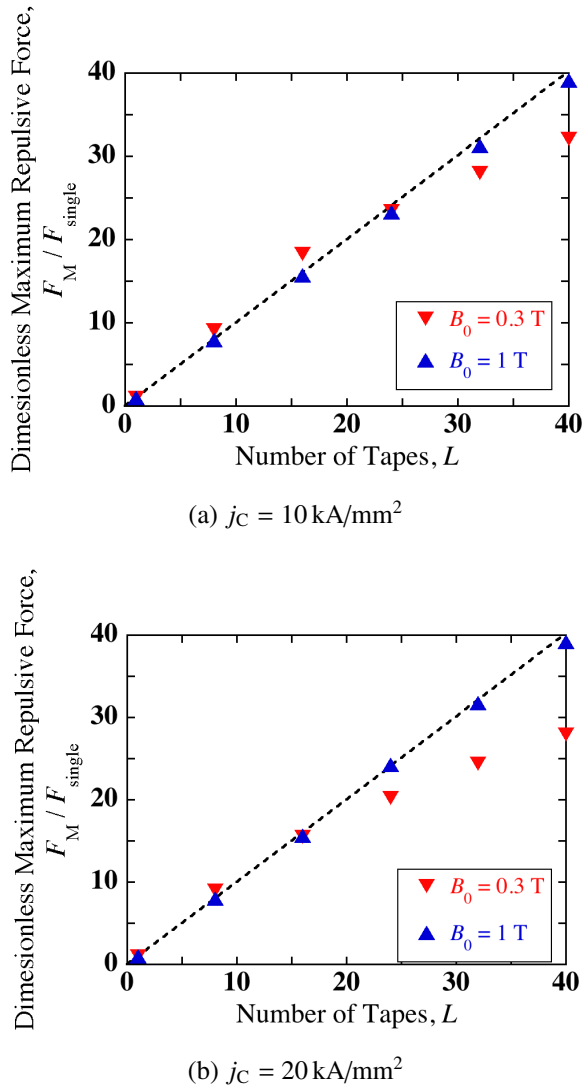 Dimesionless Maximum Repulsive Force,
F_M / F_single
40
30
20
10
0
B_0 = 0.3 T
B_0 = 1 T
0 10 20 30 40
Number of Tapes, L
(a) j_C = 10 kA/mm²
Dimesionless Maximum Repulsive Force,
F_M / F_single
40
30
20
10
0
B_0 = 0.3 T
B_0 = 1 T
0 10 20 30 40
Number of Tapes, L
(b) j_C = 20 kA/mm²